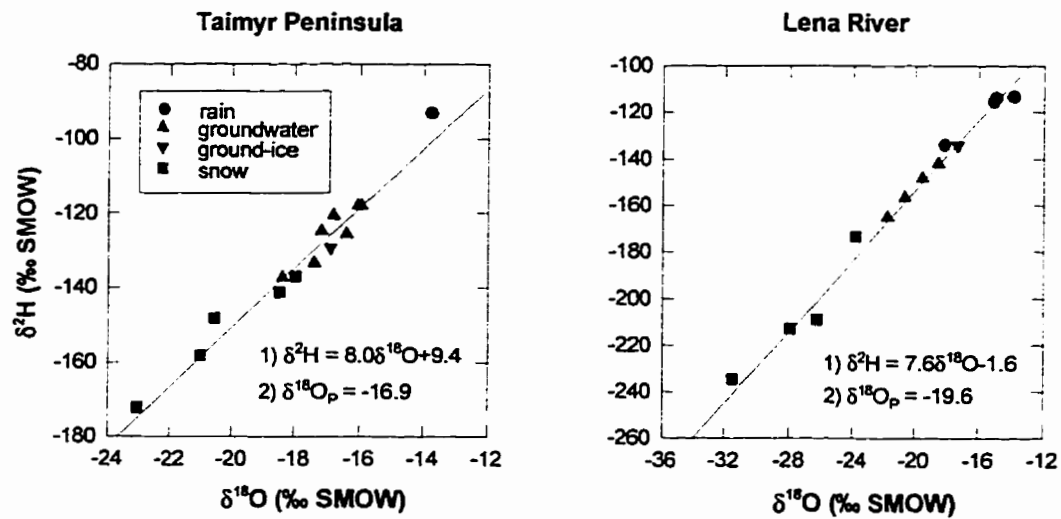 Taimyr Peninsula
-80
-100
-120
-140
-160
-180
δ²H (‰ SMOW)
rain
groundwater
ground-ice
snow
1) δ²H = 8.0δ¹⁸O+9.4
2) δ¹⁸Oₚ = -16.9
-24 -22 -20 -18 -16 -14 -12
δ¹⁸O (‰ SMOW)
Lena River
-100
-120
-140
-160
-180
-200
-220
-240
-260
1) δ²H = 7.6δ¹⁸O-1.6
2) δ¹⁸Oₚ = -19.6
-36 -32 -28 -24 -20 -16 -12
δ¹⁸O (‰ SMOW)